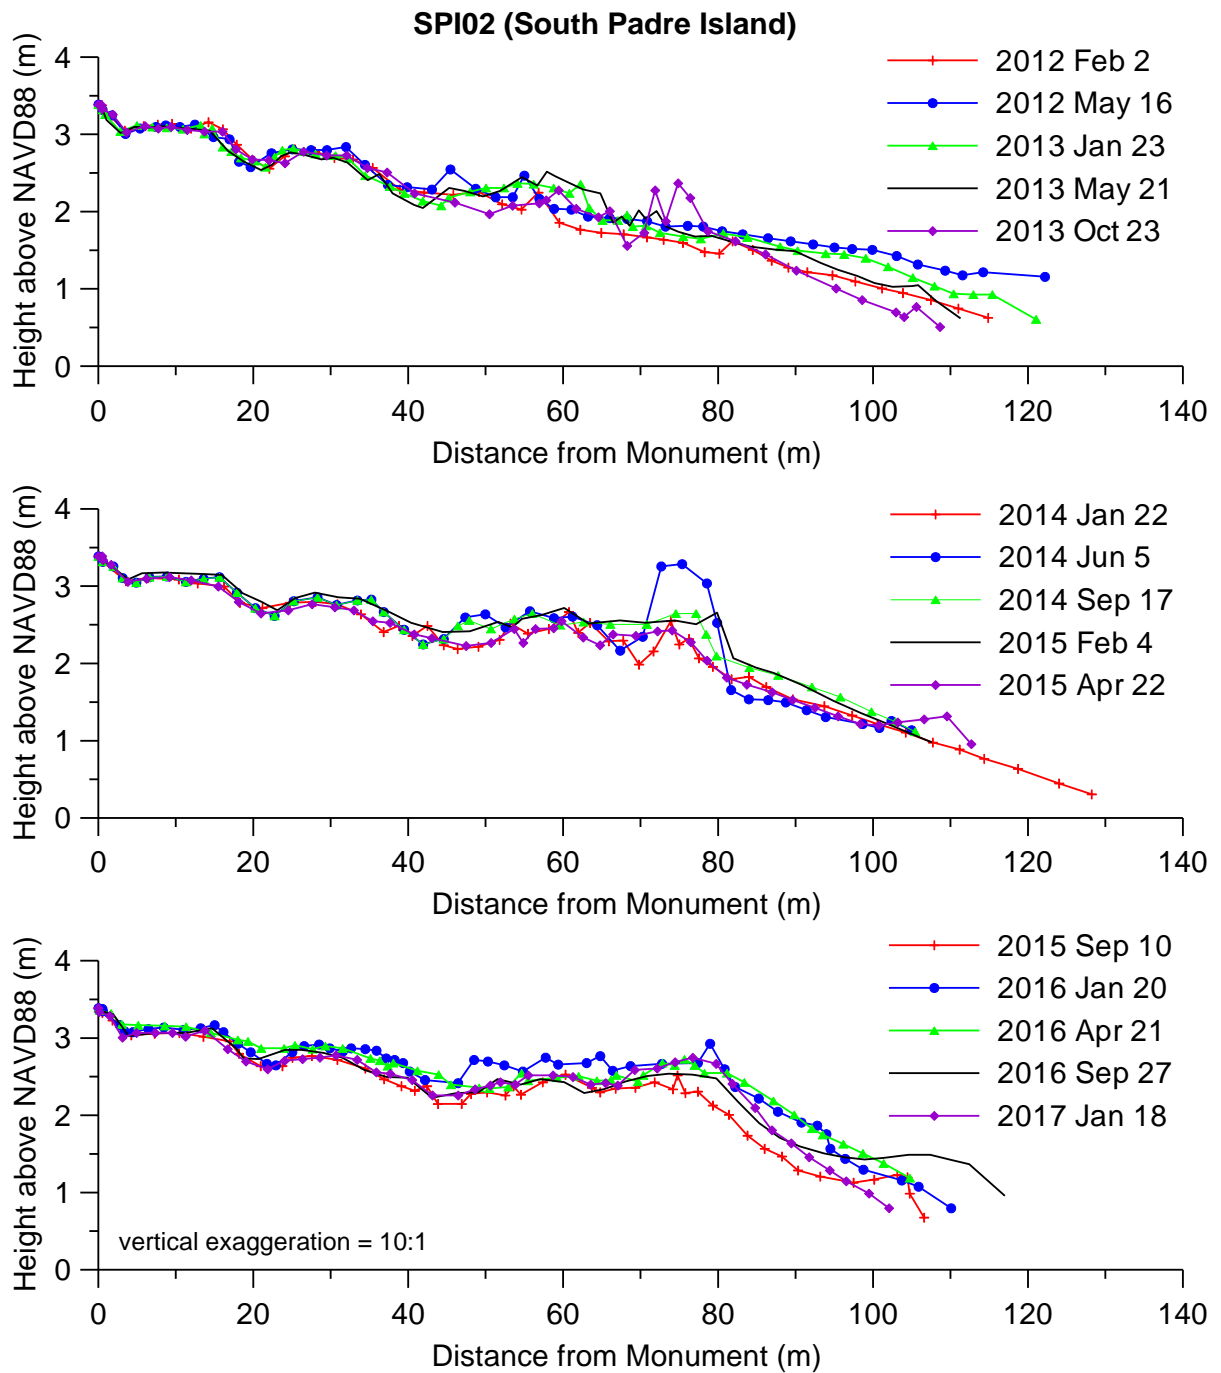 SPI02 (South Padre Island)
Height above NAVD88 (m)
4
3
2
1
0
2012 Feb 2
2012 May 16
2013 Jan 23
2013 May 21
2013 Oct 23
0 20 40 60 80 100 120 140
Distance from Monument (m)
Height above NAVD88 (m)
4
3
2
1
0
2014 Jan 22
2014 Jun 5
2014 Sep 17
2015 Feb 4
2015 Apr 22
0 20 40 60 80 100 120 140
Distance from Monument (m)
Height above NAVD88 (m)
4
3
2
1
0
2015 Sep 10
2016 Jan 20
2016 Apr 21
2016 Sep 27
2017 Jan 18
vertical exaggeration = 10:1
0 20 40 60 80 100 120 140
Distance from Monument (m)